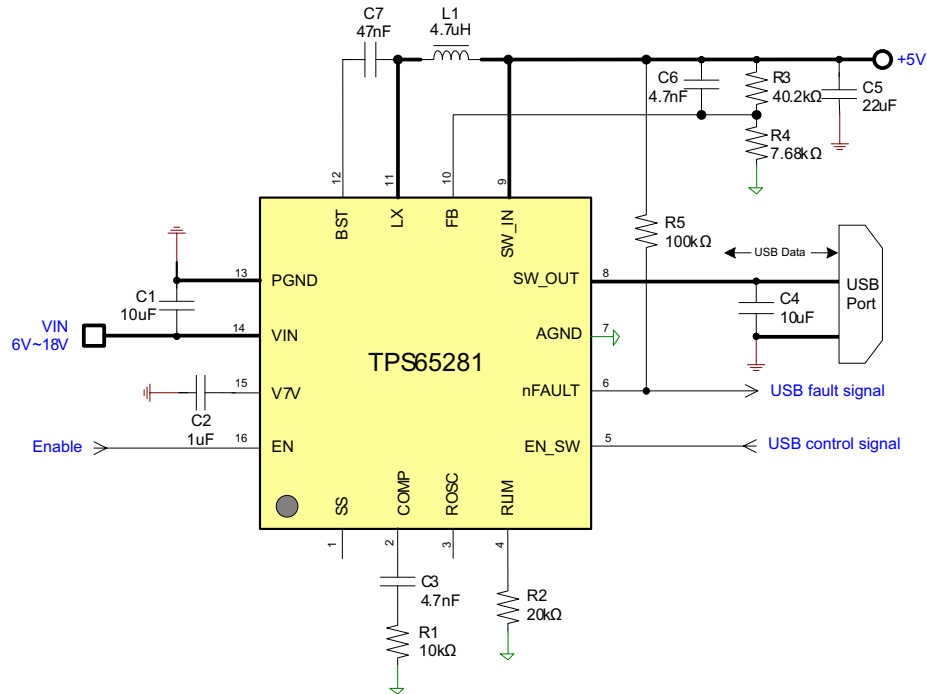 C7
47nF
L1
4.7uH
+5V
C6
4.7nF
R3
40.2kΩ
C5
22uF
R4
7.68kΩ
12
11
10
9
BST
LX
FB
SW_IN
R5
100kΩ
USB Data
13
PGND
SW_OUT
8
USB
Port
C1
10uF
C4
10uF
VIN
6V~18V
14
VIN
AGND
7
TPS65281
15
V7V
nFAULT
6
USB fault signal
C2
1uF
Enable
16
EN
EN_SW
5
USB control signal
SS
COMP
ROSC
RLIM
1
2
3
4
C3
4.7nF
R2
20kΩ
R1
10kΩ